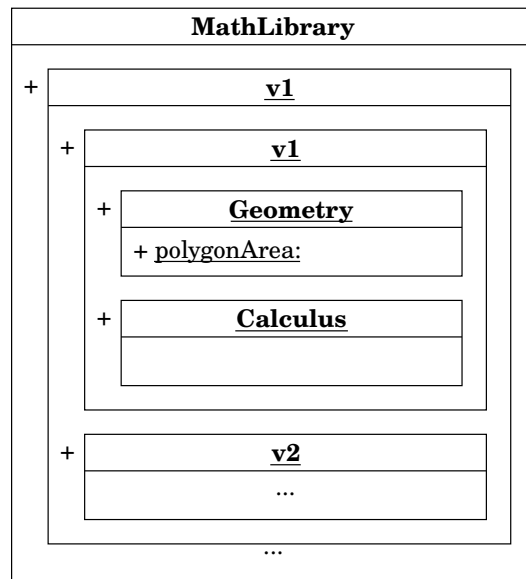 MathLibrary
+ v1
+ v1
+ Geometry
+ polygonArea:
+ Calculus
+ v2
...
...